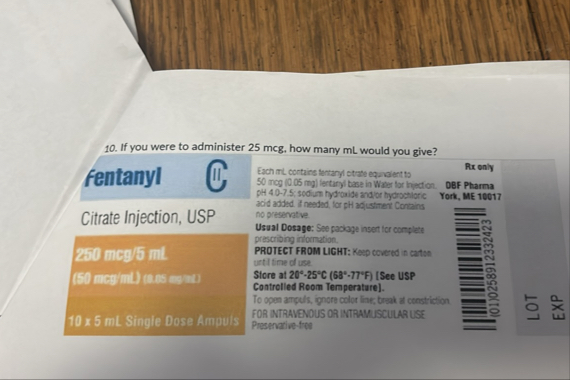 10. If you were to administer 25 mcg, how many mL would you give?
Fentanyl
CII
Citrate Injection, USP
250 mcg/5 mL
(50 mcg/mL) (0.05 mg/mL)
10 x 5 mL Single Dose Ampuls
Each mL contains fentanyl citrate equivalent to
50 mcg (0.05 mg) fentanyl base in Water for Injection.
pH 4.0-7.5; sodium hydroxide and/or hydrochloric
acid added, if needed, for pH adjustment Contains
no preservative.
Usual Dosage: See package insert for complete
prescribing information.
PROTECT FROM LIGHT: Keep covered in carton
until time of use.
Store at 20°-25°C (68°-77°F) [See USP
Controlled Room Temperature].
To open ampuls, ignore color line; break at constriction
FOR INTRAVENOUS OR INTRAMUSCULAR USE
Preservative-free
Rx only
DBF Pharma
York, ME 10017
(01)0258912332423
LOT
EXP